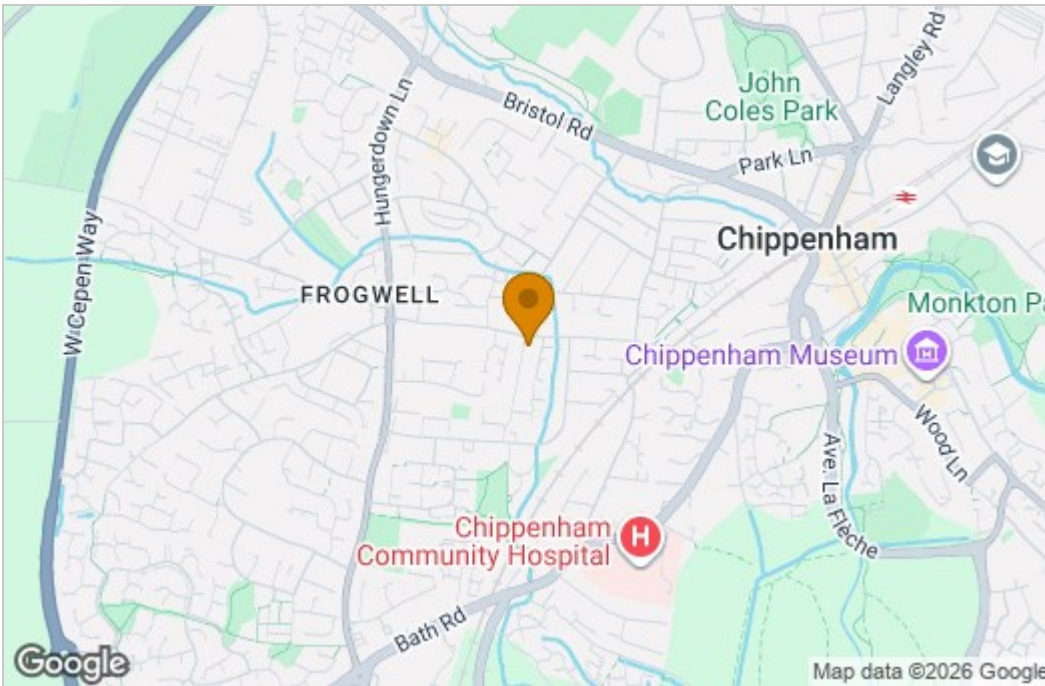 John
Coles Park
Langley Rd
Bristol Rd
Park Ln
Hungerdown Ln
Chippenham
W Cepen Way
FROGWELL
Monkton Pa
Chippenham Museum
Wood Ln
Ave. La Flèche
Chippenham
Community Hospital
H
Bath Rd
Google
Map data ©2026 Google